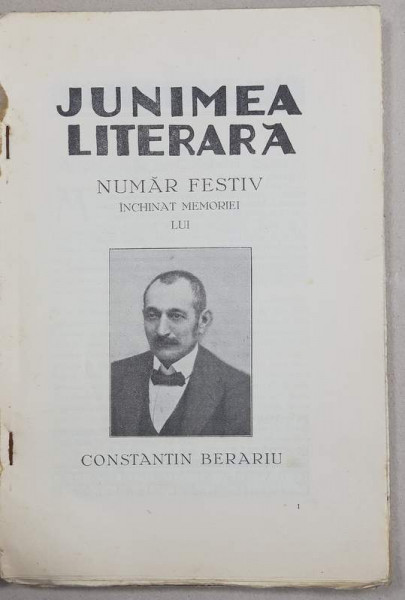 JUNIMEA
LITERARĂ
NUMĂR FESTIV
ÎNCHINAT MEMORIEI
LUI
CONSTANTIN BERARIU
1